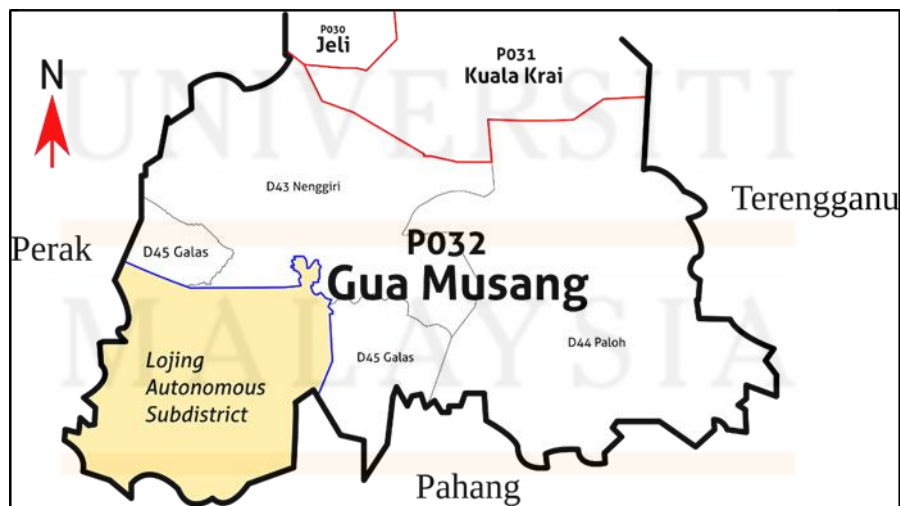 P030
Jeli
P031
Kuala Krai
N
D43 Nenggiri
Terengganu
Perak
D45 Galas
P032
Gua Musang
D44 Paloh
D45 Galas
Lojing
Autonomous
Subdistrict
Pahang
UNIVERSITI
MALAYSIA